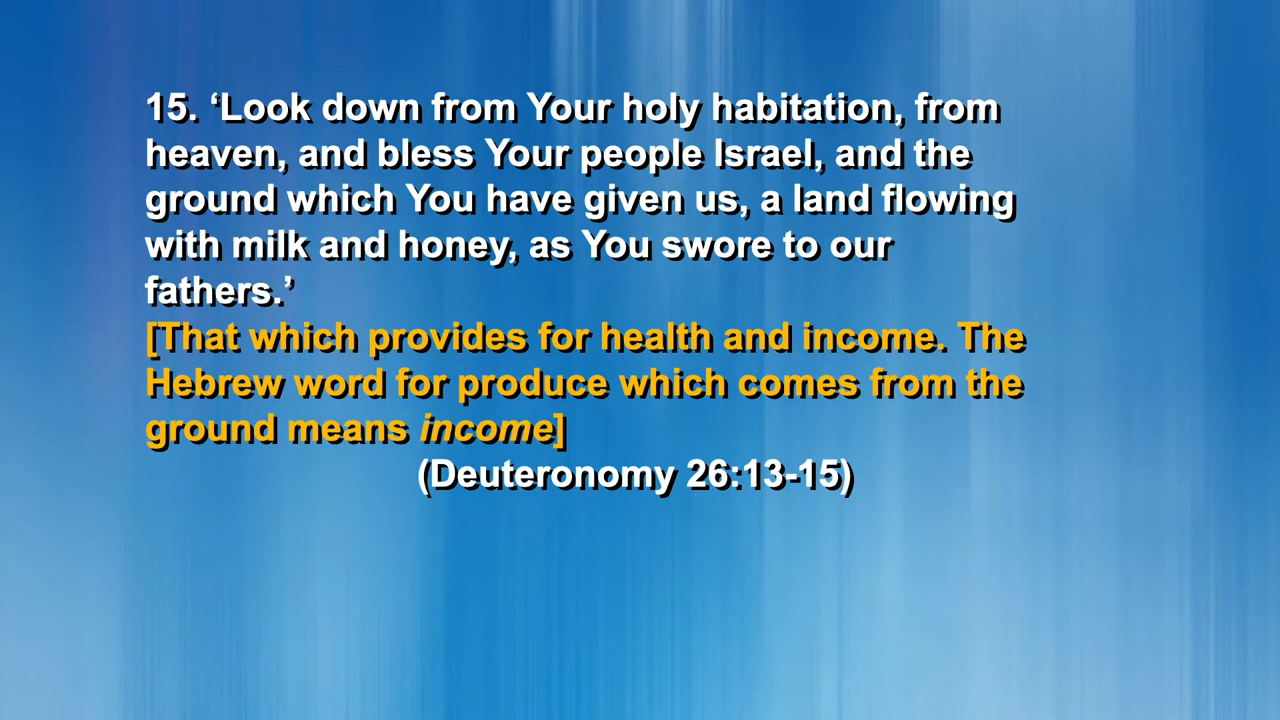 15. ‘Look down from Your holy habitation, from
heaven, and bless Your people Israel, and the
ground which You have given us, a land flowing
with milk and honey, as You swore to our
fathers.’
[That which provides for health and income. The
Hebrew word for produce which comes from the
ground means income]
(Deuteronomy 26:13-15)